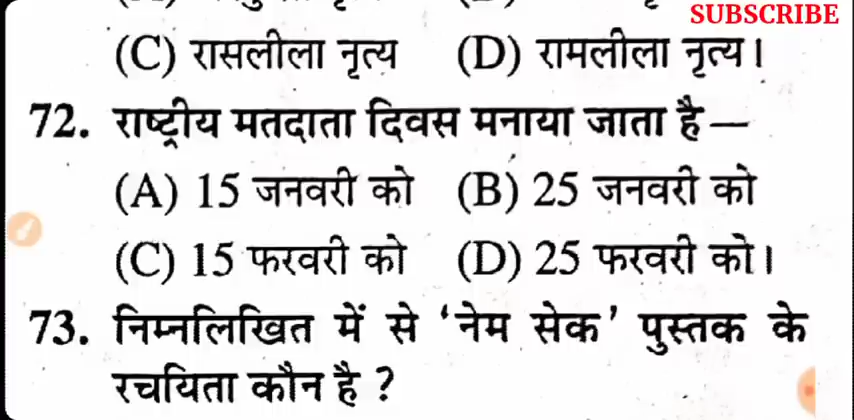 SUBSCRIBE
(C) रासलीला नृत्य (D) रामलीला नृत्य।
72. राष्ट्रीय मतदाता दिवस मनाया जाता है —
(A) 15 जनवरी को (B) 25 जनवरी को
(C) 15 फरवरी को (D) 25 फरवरी को।
73. निम्नलिखित में से ‘नेम सेक’ पुस्तक के
रचयिता कौन है ?